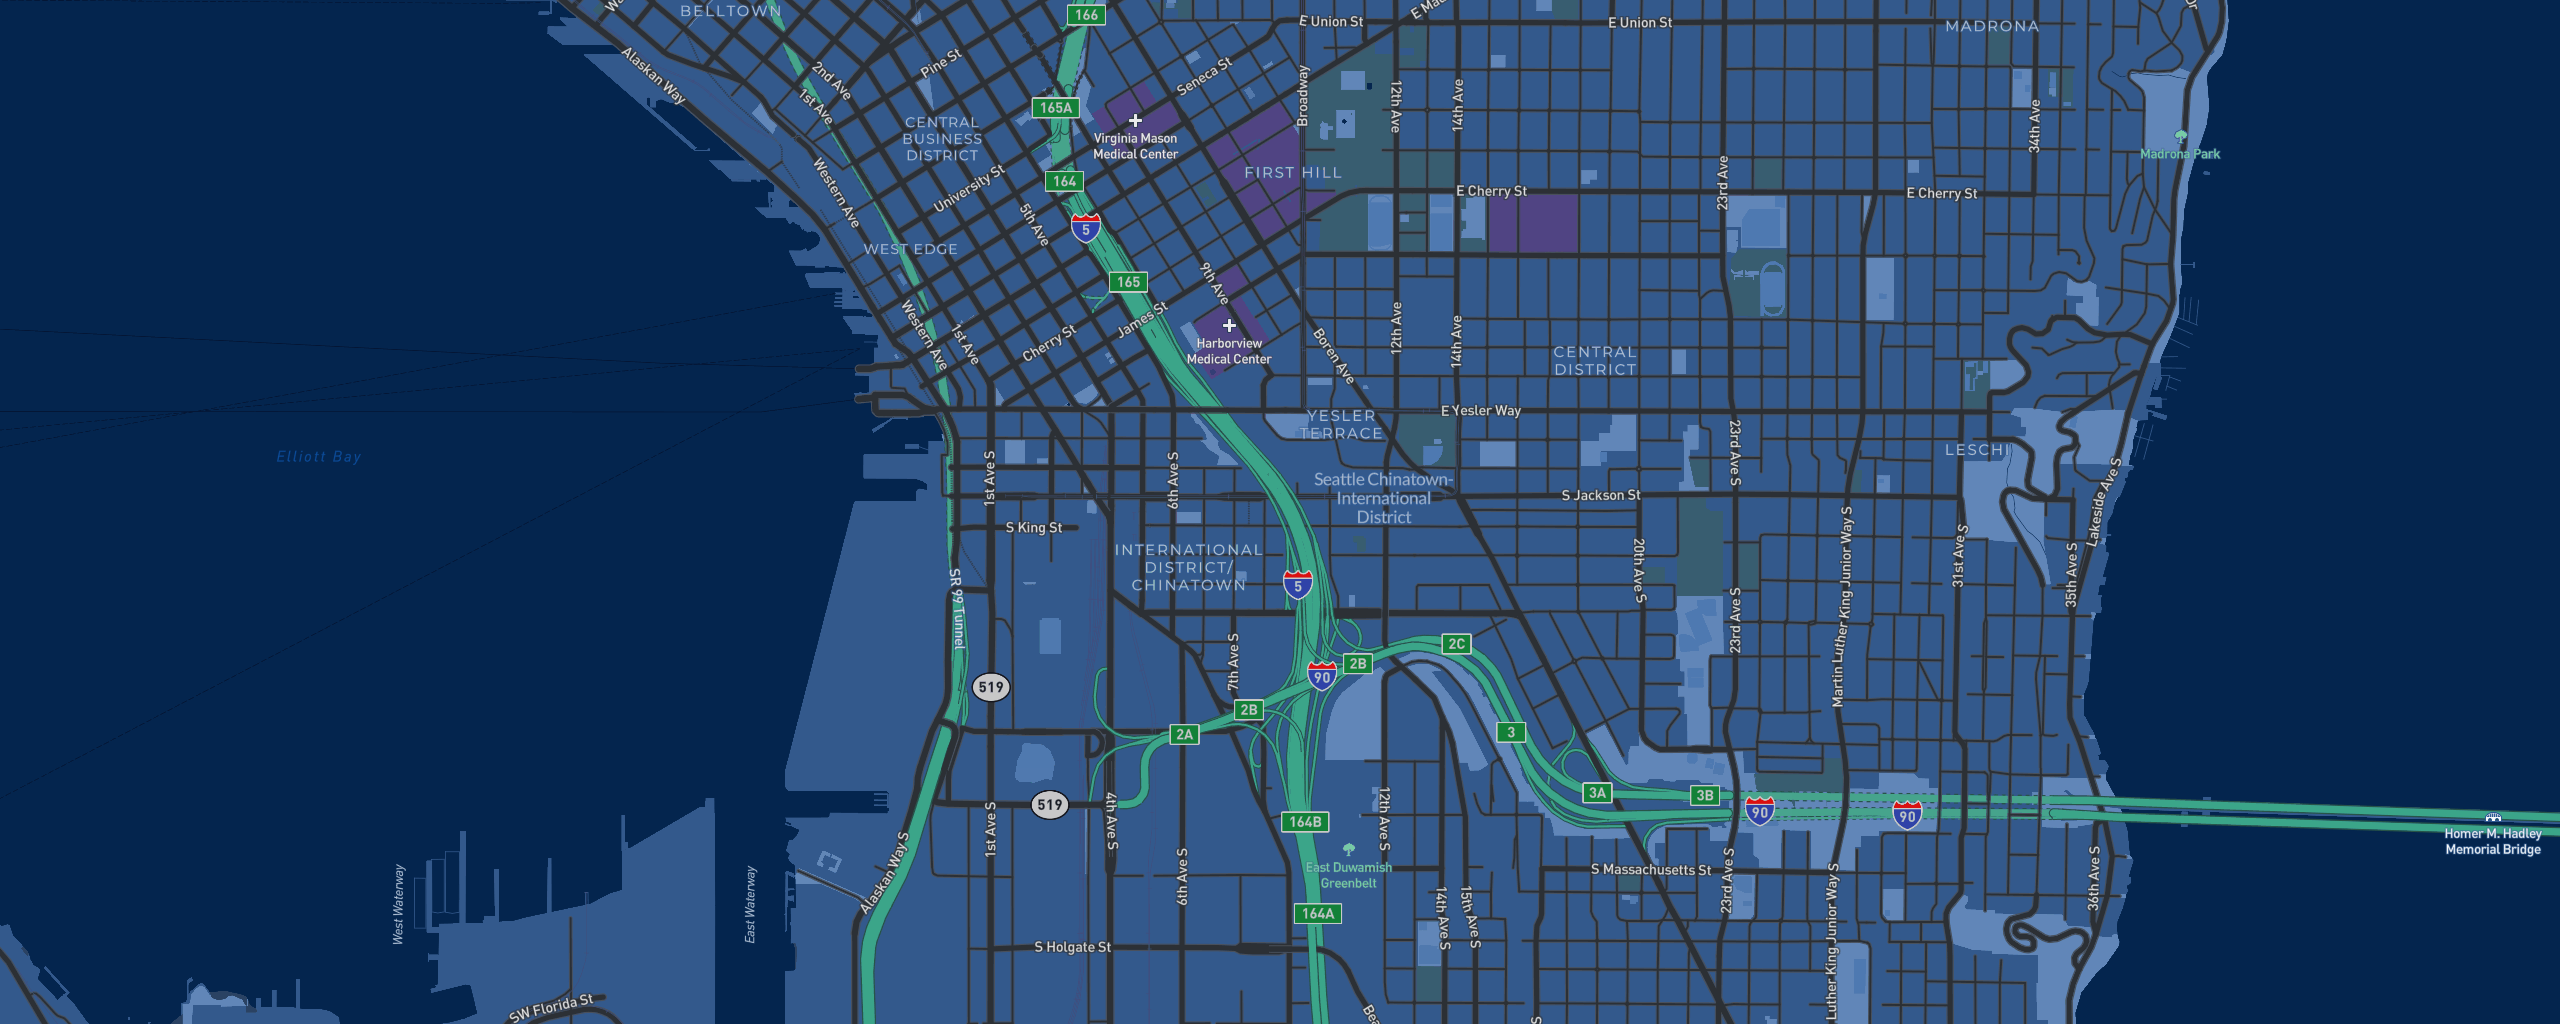 BELLTOWN
166
E Union St
E Union St
MADRONA
Alaskan Way
Pine St
2nd Ave
1st Ave
Seneca St
Broadway
12th Ave
14th Ave
34th Ave
165A
CENTRAL
BUSINESS
DISTRICT
Virginia Mason
Medical Center
Madrona Park
FIRST HILL
164
University St
Western Ave
E Cherry St
E Cherry St
23rd Ave
5th Ave
5
WEST EDGE
165
9th Ave
James St
Cherry St
Western Ave
1st Ave
Harborview
Medical Center
Boren Ave
12th Ave
14th Ave
CENTRAL
DISTRICT
E Yesler Way
YESLER
TERRACE
Elliott Bay
LESCHI
23rd Ave S
1st Ave S
6th Ave S
Seattle Chinatown-
International
District
S Jackson St
Lakeside Ave S
S King St
INTERNATIONAL
DISTRICT/
CHINATOWN
20th Ave S
31st Ave S
35th Ave S
5
SR 99 Tunnel
23rd Ave S
Martin Luther King Junior Way S
7th Ave S
2C
2B
90
519
2B
2A
3
3A
3B
90
90
519
4th Ave S
1st Ave S
12th Ave S
164B
Homer M. Hadley
Memorial Bridge
Alaskan Way S
East Duwamish
Greenbelt
S Massachusetts St
23rd Ave S
36th Ave S
West Waterway
East Waterway
6th Ave S
14th Ave S
15th Ave S
164A
S Holgate St
Luther King Junior Way S
SW Florida St